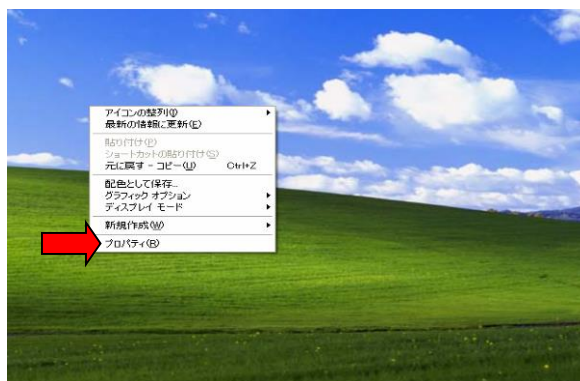 アイコンの整列(I)
最新の情報に更新(E)
貼り付け(P)
ショートカットの貼り付け(S)
元に戻す - コピー(U) Ctrl+Z
配色として保存...
グラフィック オプション
ディスプレイ モード
新規作成(W)
プロパティ(R)